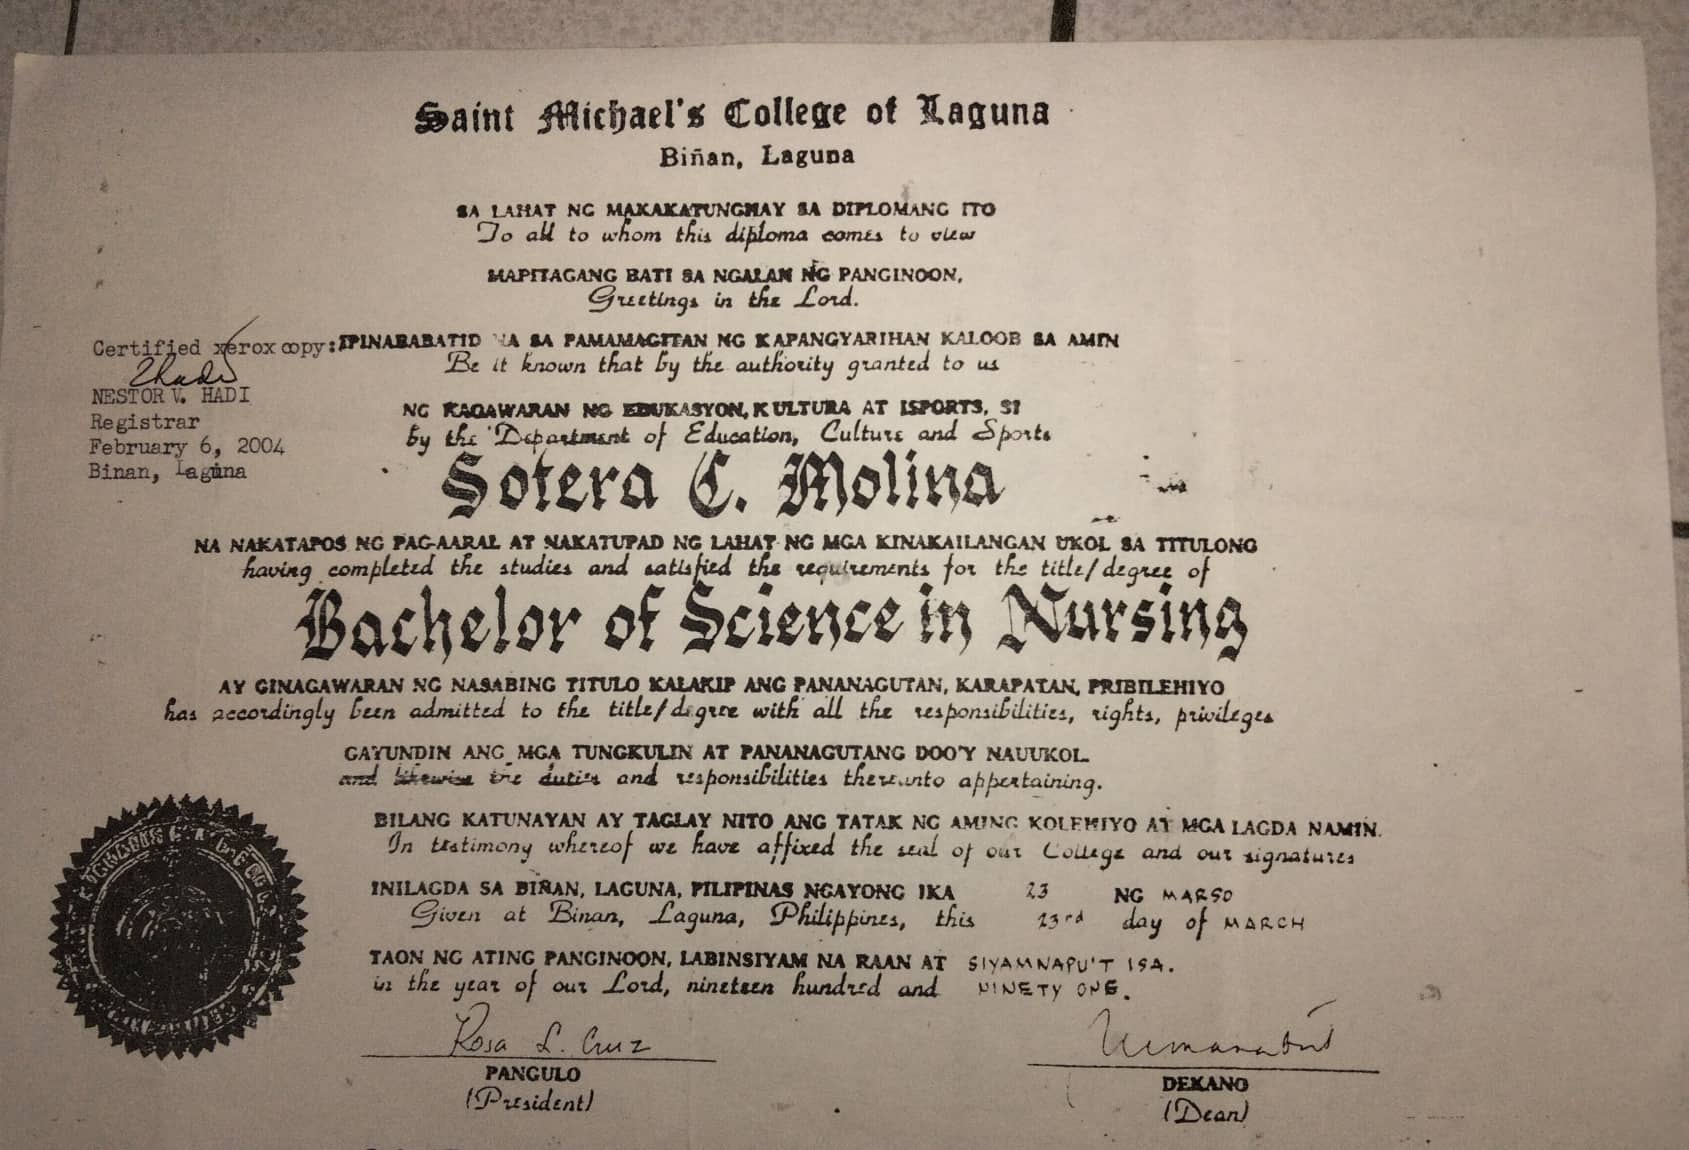 Saint Michael's College of Laguna
Biñan, Laguna
SA LAHAT NG MAKAKATUNGHAY SA DIPLOMANG ITO
To all to whom this diploma comes to view
MAPITAGANG BATI SA NGALAN NG PANGINOON,
Greetings in the Lord.
Certified xerox copy:
NESTOR V. HADI
Registrar
February 6, 2004
Binan, Laguna
IPINABABATID NA SA PAMAMAGITAN NG KAPANGYARIHAN KALOOB SA AMIN
Be it known that by the authority granted to us
NG KAGAWARAN NG EDUKASYON, KULTURA AT ISPORTS, SI
by the Department of Education, Culture and Sports
Sotera C. Molina
NA NAKATAPOS NG PAG-AARAL AT NAKATUPAD NG LAHAT NG MGA KINAKAILANGAN UKOL SA TITULONG
having completed the studies and satisfied the requirements for the title/degree of
Bachelor of Science in Nursing
AY GINAGAWARAN NG NASABING TITULO KALAKIP ANG PANANAGUTAN, KARAPATAN, PRIBILEHIYO
has accordingly been admitted to the title/degree with all the responsibilities, rights, privileges
GAYUNDIN ANG MGA TUNGKULIN AT PANANAGUTANG DOO'Y NAUUKOL.
and likewise the duties and responsibilities thereunto appertaining.
BILANG KATUNAYAN AY TAGLAY NITO ANG TATAK NG AMING KOLEHIYO AT MGA LAGDA NAMIN.
In testimony whereof we have affixed the seal of our College and our signatures
INILAGDA SA BIÑAN, LAGUNA, PILIPINAS NGAYONG IKA 23 NG MARSO
Given at Binan, Laguna, Philippines, this 23rd day of MARCH
TAON NG ATING PANGINOON, LABINSIYAM NA RAAN AT SIYAMNAPU'T ISA.
in the year of our Lord, nineteen hundred and NINETY ONE.
Rosa L. Cruz
PANGULO
(President)
DEKANO
(Dean)